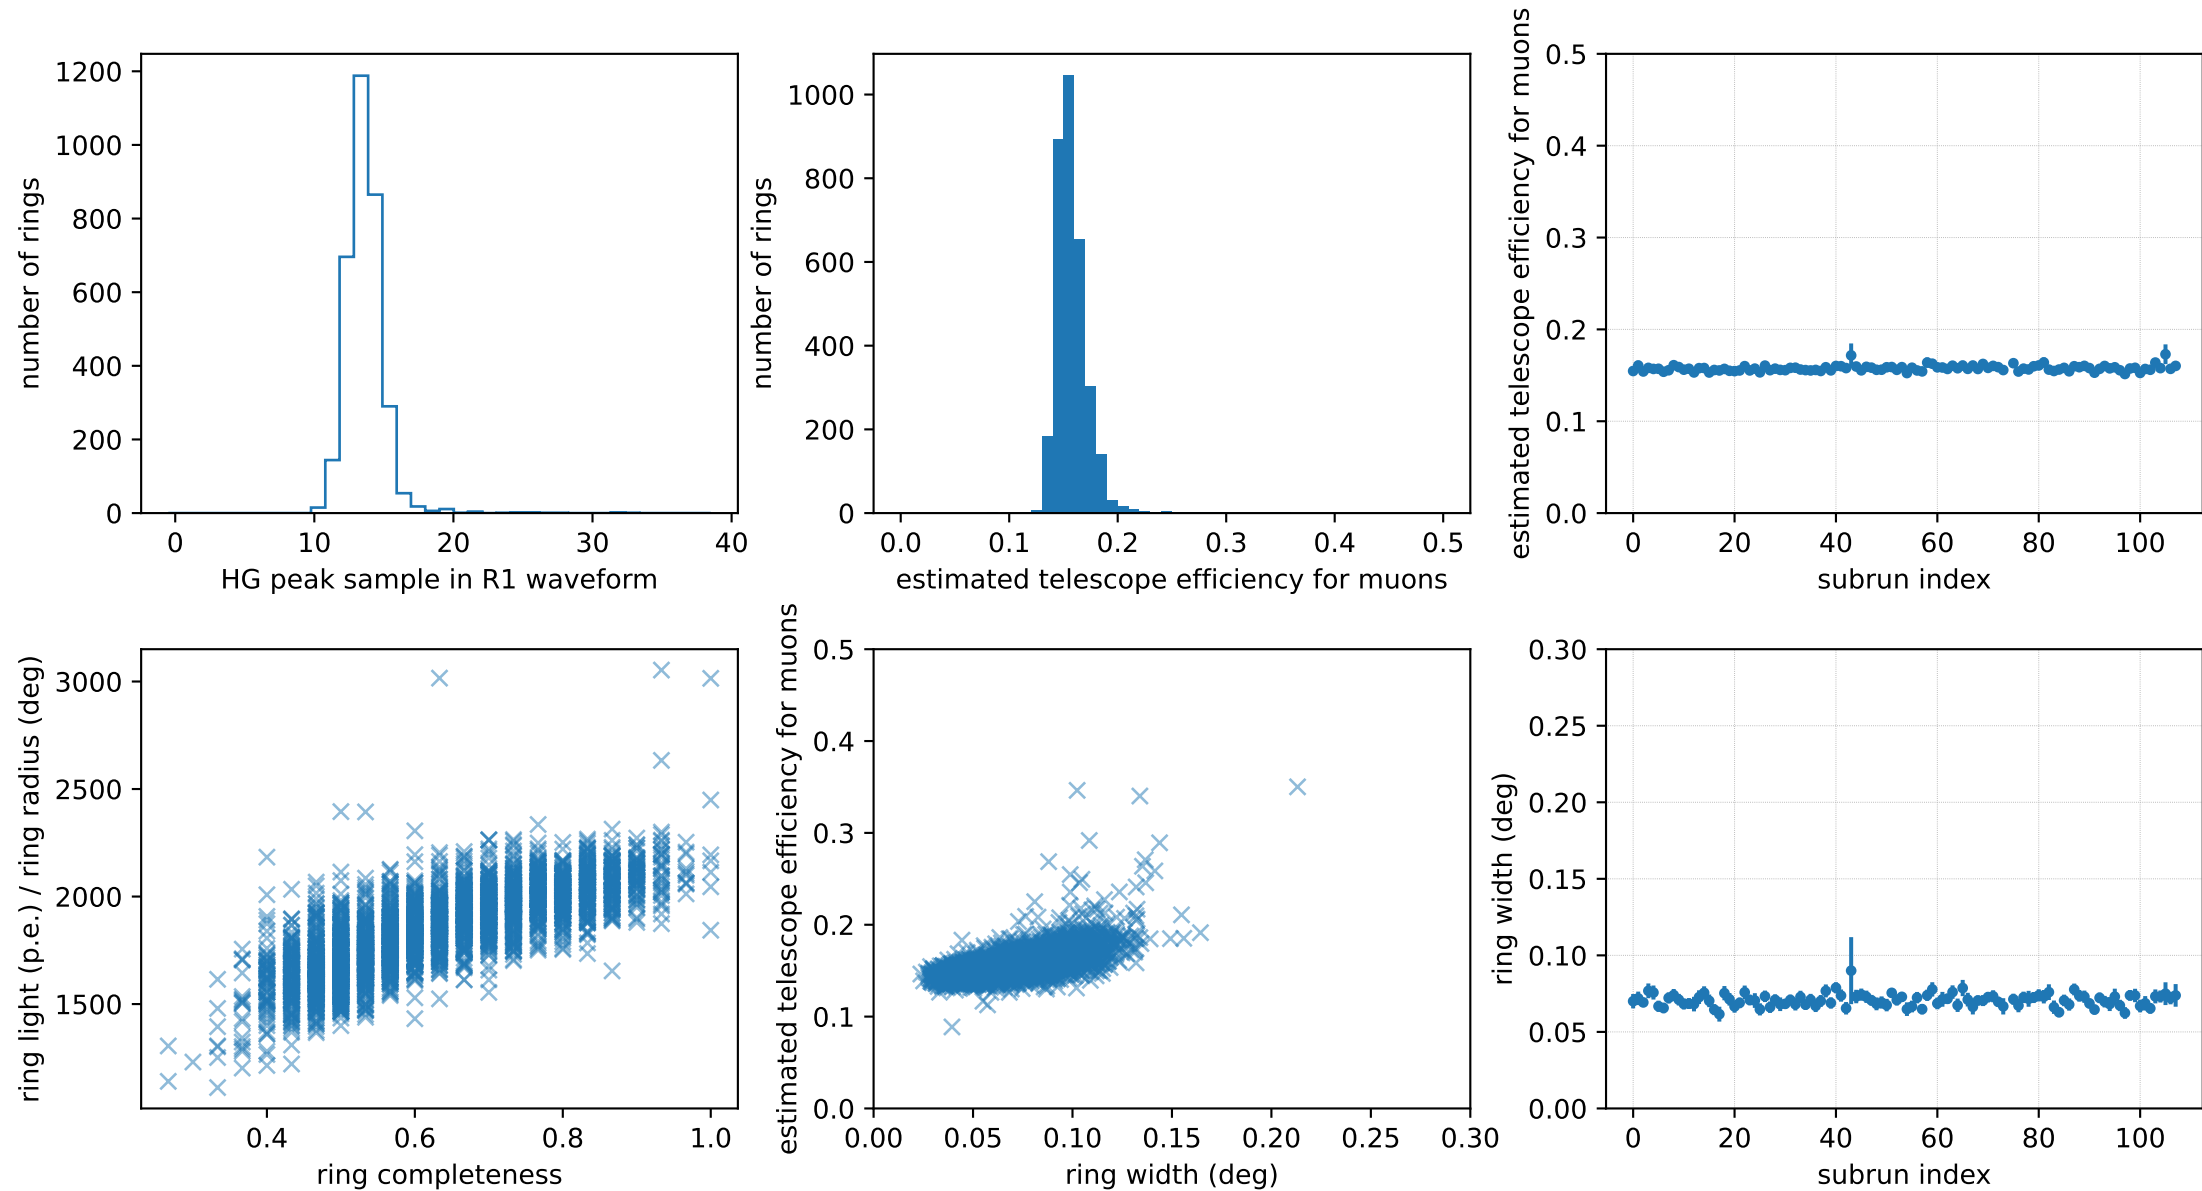 1200
1000
800
600
400
200
0
number of rings
0 10 20 30 40
HG peak sample in R1 waveform
1000
800
600
400
200
0
number of rings
0.0 0.1 0.2 0.3 0.4 0.5
estimated telescope efficiency for muons
0.5
0.4
0.3
0.2
0.1
0.0
estimated telescope efficiency for muons
0 20 40 60 80 100
subrun index
3000
2500
2000
1500
ring light (p.e.) / ring radius (deg)
0.4 0.6 0.8 1.0
ring completeness
0.5
0.4
0.3
0.2
0.1
0.0
estimated telescope efficiency for muons
0.00 0.05 0.10 0.15 0.20 0.25 0.30
ring width (deg)
0.30
0.25
0.20
0.15
0.10
0.05
0.00
ring width (deg)
0 20 40 60 80 100
subrun index